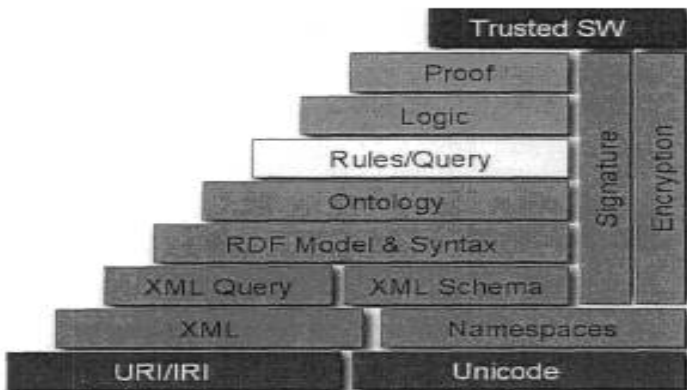 Trusted SW
Proof
Logic
Rules/Query
Ontology
RDF Model & Syntax
XML Query XML Schema
XML Namespaces
URI/IRI Unicode
Signature
Encryption